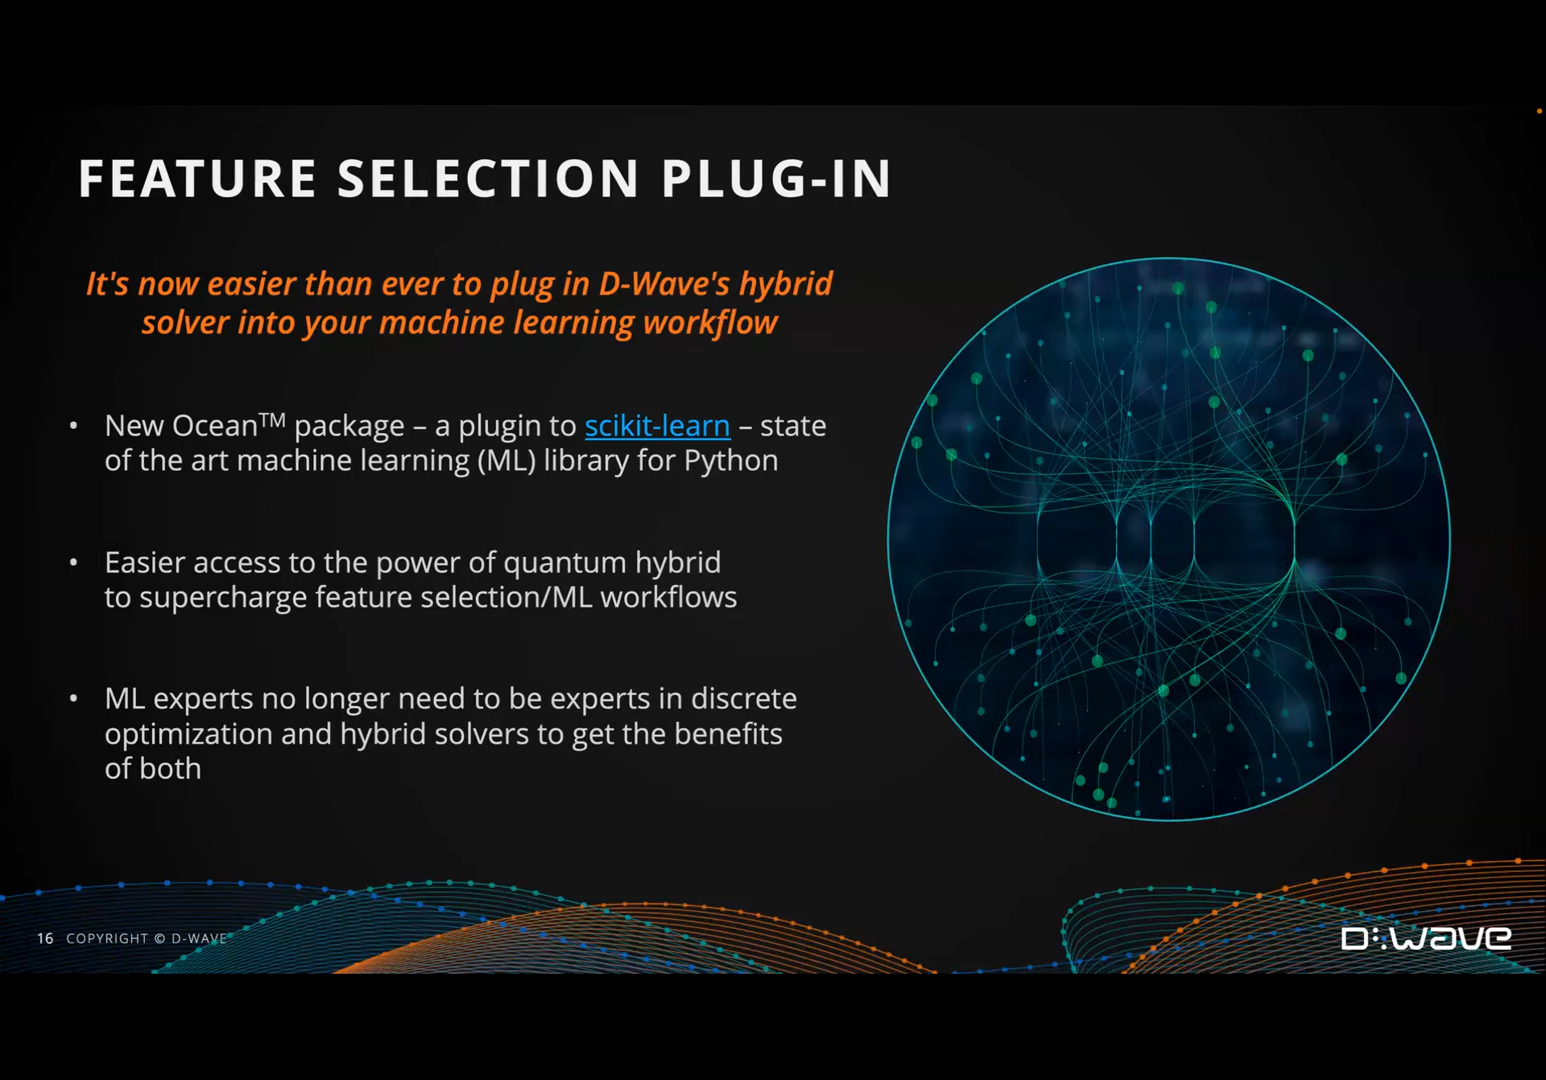 FEATURE SELECTION PLUG-IN
It's now easier than ever to plug in D-Wave's hybrid
solver into your machine learning workflow
• New Ocean™ package – a plugin to scikit-learn – state
of the art machine learning (ML) library for Python
• Easier access to the power of quantum hybrid
to supercharge feature selection/ML workflows
• ML experts no longer need to be experts in discrete
optimization and hybrid solvers to get the benefits
of both
16 COPYRIGHT © D-WAVE
D:wave